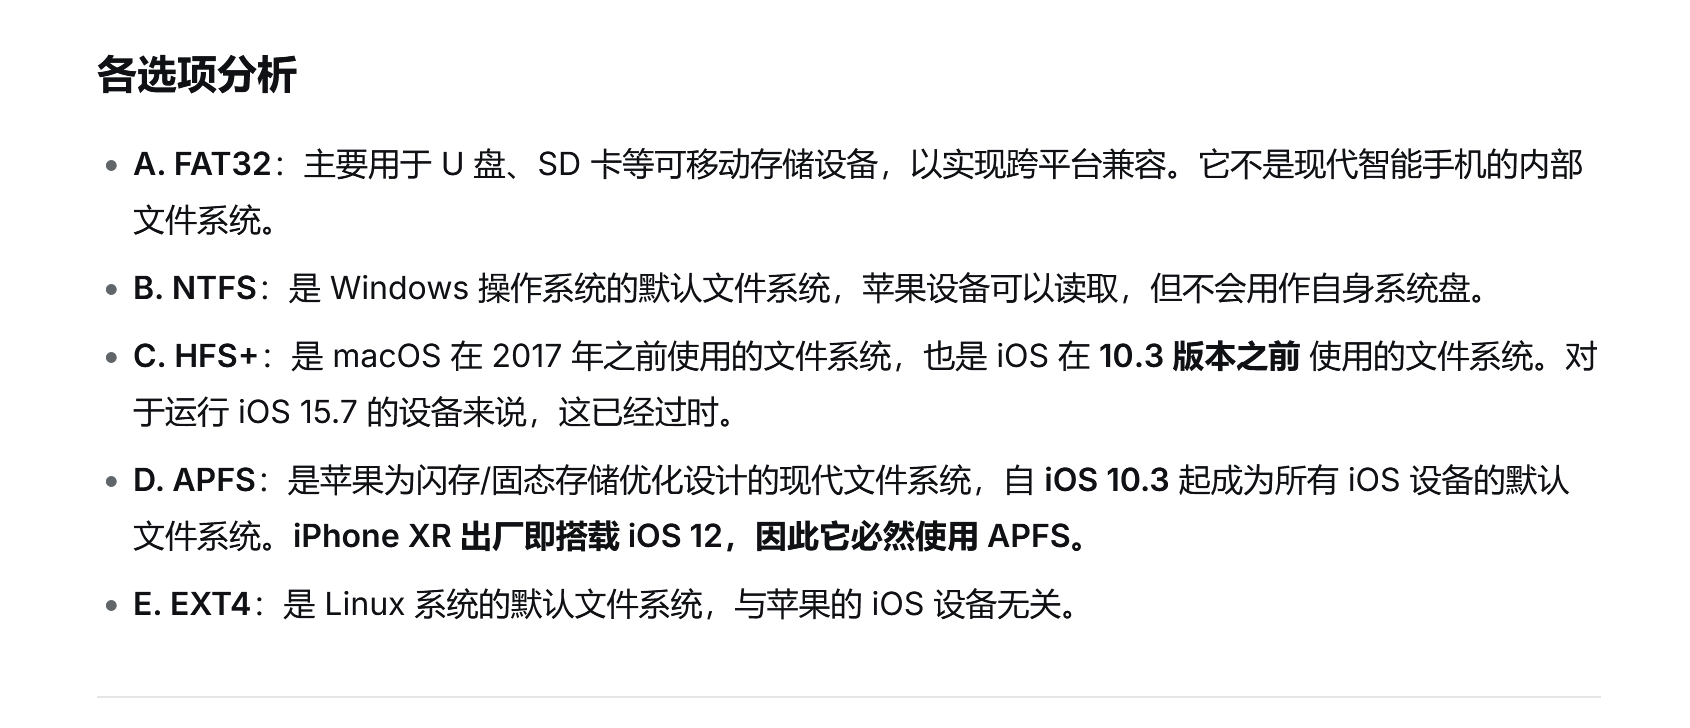 各选项分析
A. FAT32：主要用于 U 盘、SD 卡等可移动存储设备，以实现跨平台兼容。它不是现代智能手机的内部
文件系统。
B. NTFS：是 Windows 操作系统的默认文件系统，苹果设备可以读取，但不会用作自身系统盘。
C. HFS+：是 macOS 在 2017 年之前使用的文件系统，也是 iOS 在 10.3 版本之前 使用的文件系统。对
于运行 iOS 15.7 的设备来说，这已经过时。
D. APFS：是苹果为闪存/固态存储优化设计的现代文件系统，自 iOS 10.3 起成为所有 iOS 设备的默认
文件系统。iPhone XR 出厂即搭载 iOS 12，因此它必然使用 APFS。
E. EXT4：是 Linux 系统的默认文件系统，与苹果的 iOS 设备无关。